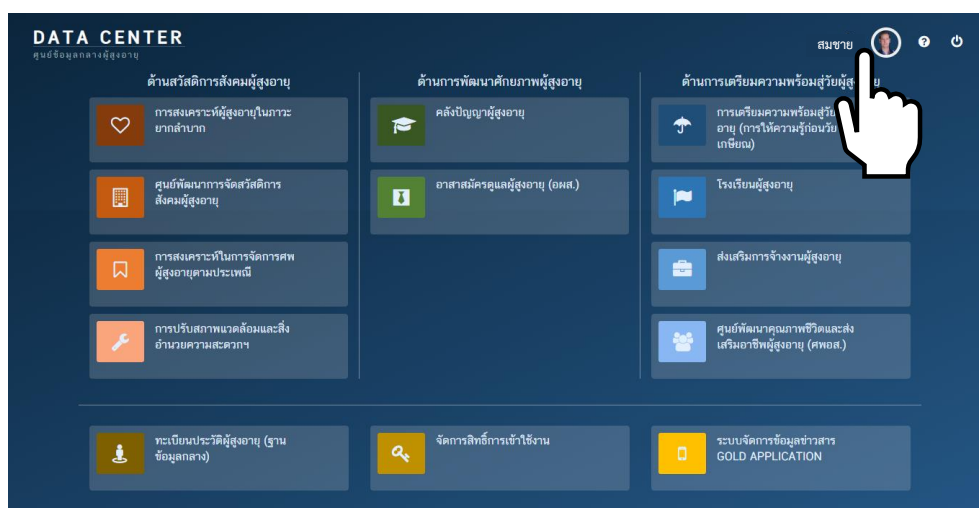 DATA CENTER
ศูนย์ข้อมูลกลางผู้สูงอายุ
สมชาย
ด้านสวัสดิการสังคมผู้สูงอายุ
การสงเคราะห์ผู้สูงอายุในภาวะ
ยากลำบาก
ศูนย์พัฒนาการจัดสวัสดิการ
สังคมผู้สูงอายุ
การสงเคราะห์ในการจัดการศพ
ผู้สูงอายุตามประเพณี
การปรับสภาพแวดล้อมและสิ่ง
อำนวยความสะดวกฯ
ด้านการพัฒนาศักยภาพผู้สูงอายุ
คลังปัญญาผู้สูงอายุ
อาสาสมัครดูแลผู้สูงอายุ (อผส.)
ด้านการเตรียมความพร้อมสู่วัยผู้สู
การเตรียมความพร้อมสู่วั
อายุ (การให้ความรู้ก่อนวัย
เกษียณ)
โรงเรียนผู้สูงอายุ
ส่งเสริมการจ้างงานผู้สูงอายุ
ศูนย์พัฒนาคุณภาพชีวิตและส่ง
เสริมอาชีพผู้สูงอายุ (ศพอส.)
ทะเบียนประวัติผู้สูงอายุ (ฐาน
ข้อมูลกลาง)
จัดการสิทธิ์การเข้าใช้งาน
ระบบจัดการข้อมูลข่าวสาร
GOLD APPLICATION